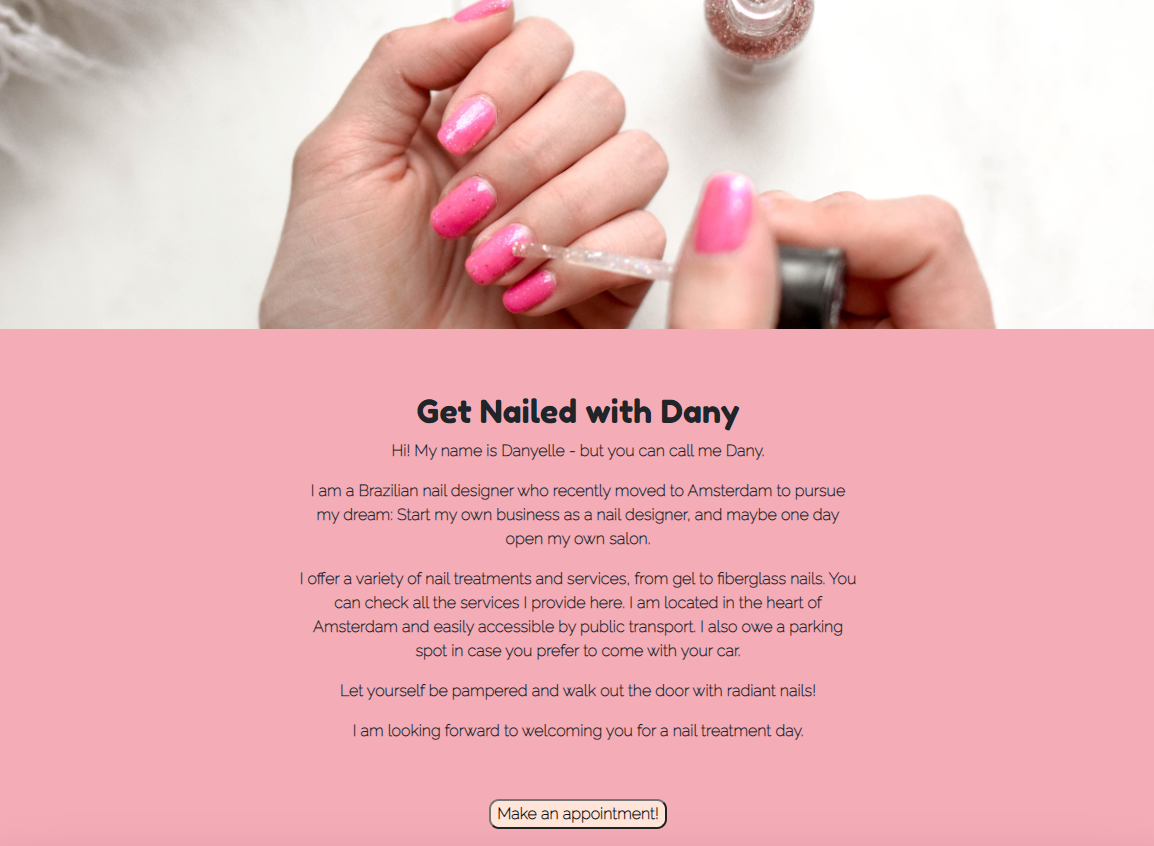 Get Nailed with Dany
Hi! My name is Danyelle - but you can call me Dany.
I am a Brazilian nail designer who recently moved to Amsterdam to pursue
my dream: Start my own business as a nail designer, and maybe one day
open my own salon.
I offer a variety of nail treatments and services, from gel to fiberglass nails. You
can check all the services I provide here. I am located in the heart of
Amsterdam and easily accessible by public transport. I also owe a parking
spot in case you prefer to come with your car.
Let yourself be pampered and walk out the door with radiant nails!
I am looking forward to welcoming you for a nail treatment day.
Make an appointment!